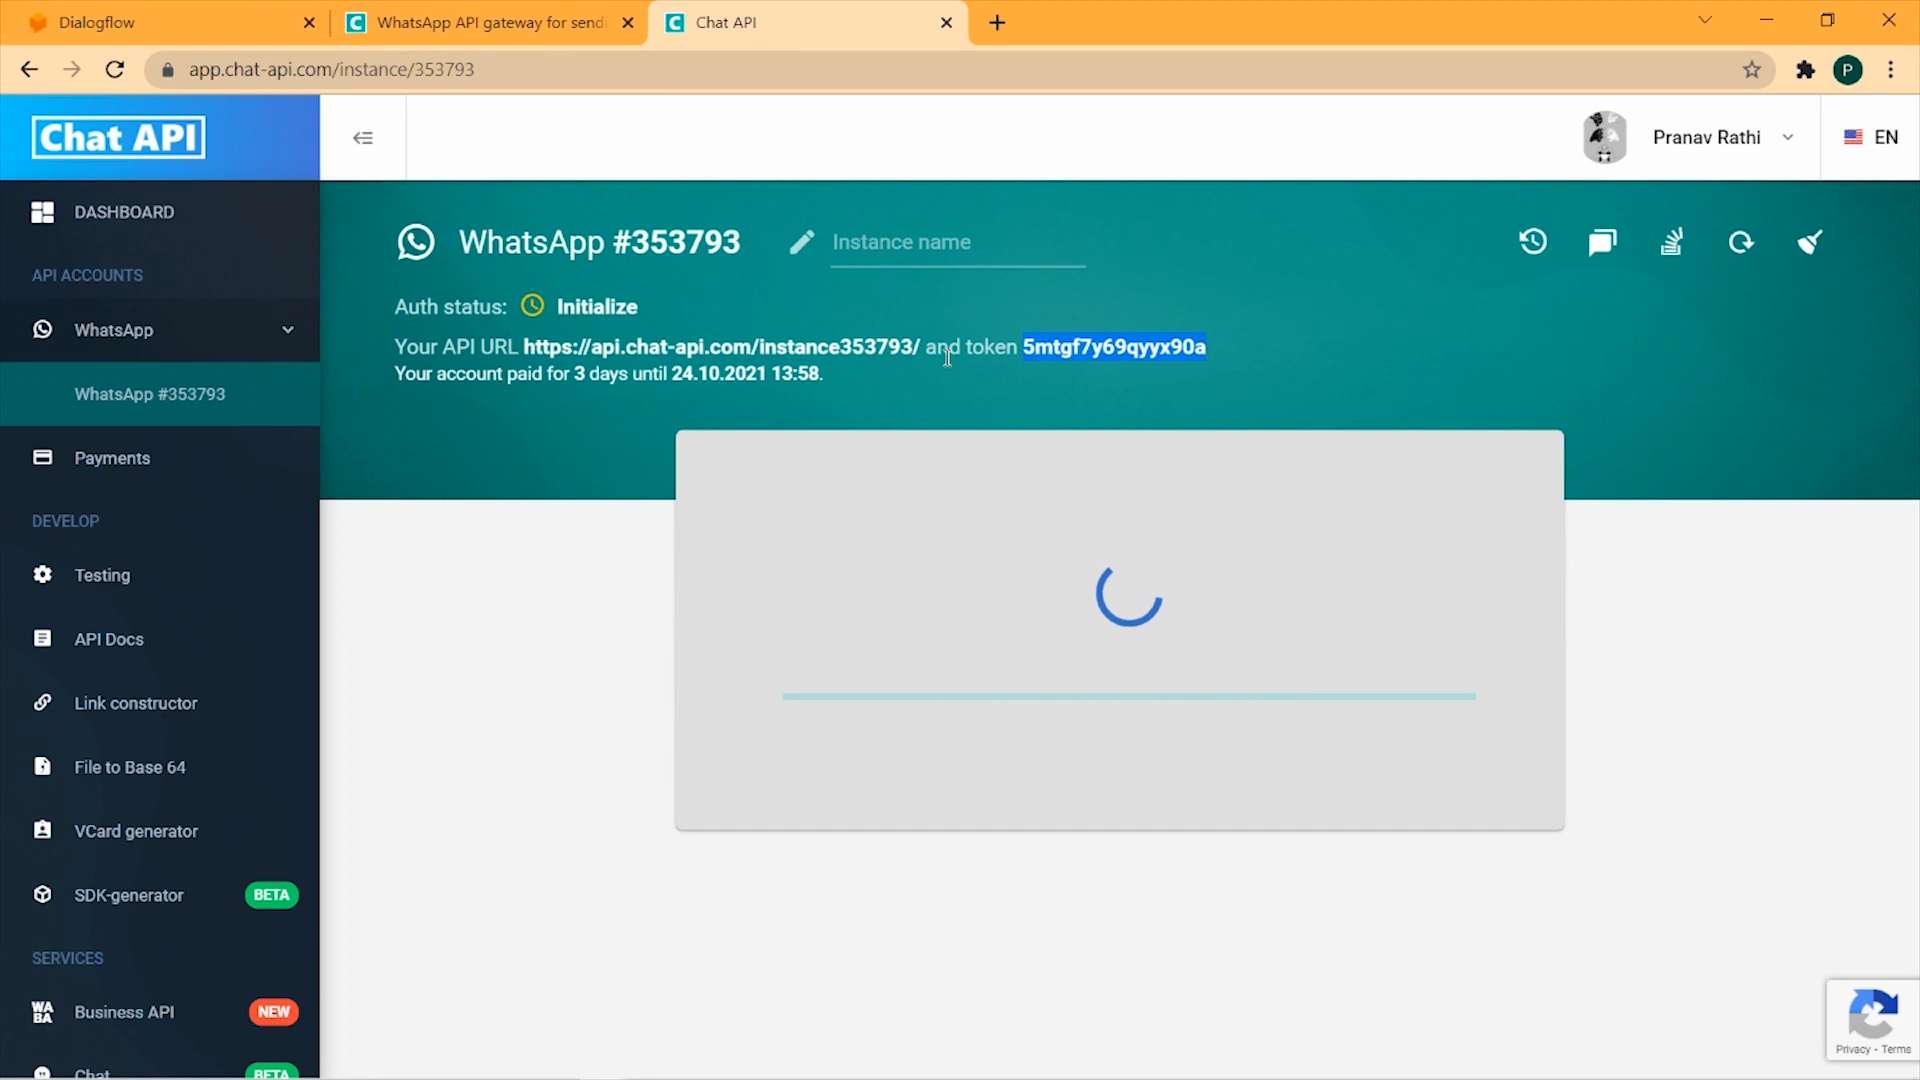 Dialogflow
WhatsApp API gateway for sendi
Chat API
app.chat-api.com/instance/353793
P
Chat API
Pranav Rathi
EN
DASHBOARD
API ACCOUNTS
WhatsApp
WhatsApp #353793
Payments
DEVELOP
Testing
API Docs
Link constructor
File to Base 64
VCard generator
SDK-generator BETA
SERVICES
WA
BA
Business API NEW
Chat BETA
WhatsApp #353793
Instance name
Auth status: Initialize
Your API URL https://api.chat-api.com/instance353793/ and token 5mtgf7y69qyyx90a
Your account paid for 3 days until 24.10.2021 13:58.
Privacy - Terms